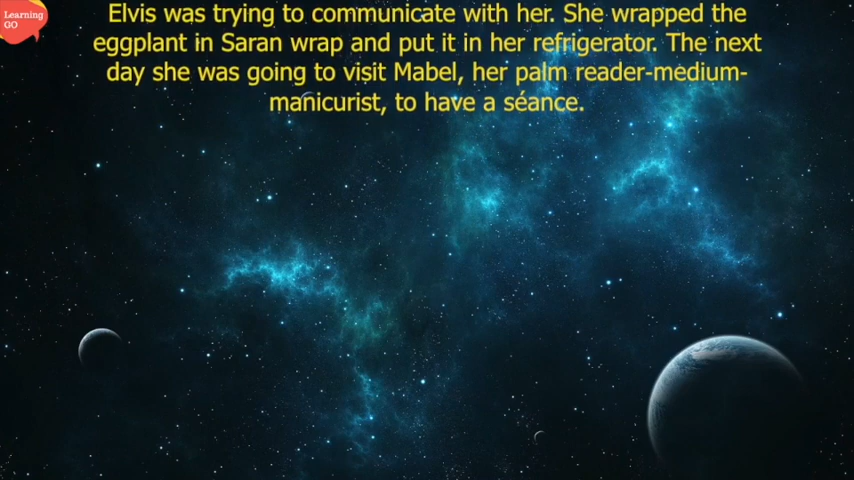 Learning
GO
Elvis was trying to communicate with her. She wrapped the
eggplant in Saran wrap and put it in her refrigerator. The next
day she was going to visit Mabel, her palm reader-medium-
manicurist, to have a séance.